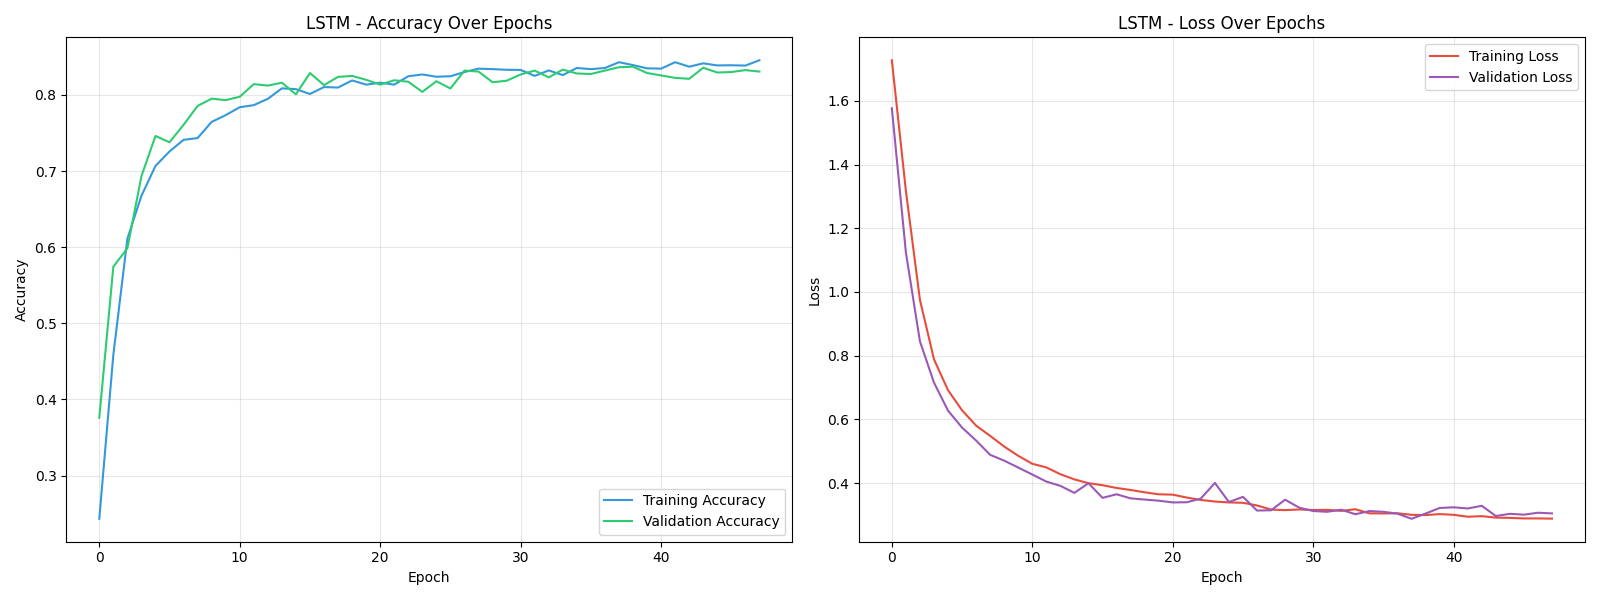 LSTM - Accuracy Over Epochs
Accuracy
0.8
0.7
0.6
0.5
0.4
0.3
Training Accuracy
Validation Accuracy
0 10 20 30 40
Epoch
LSTM - Loss Over Epochs
Loss
1.6
1.4
1.2
1.0
0.8
0.6
0.4
Training Loss
Validation Loss
0 10 20 30 40
Epoch